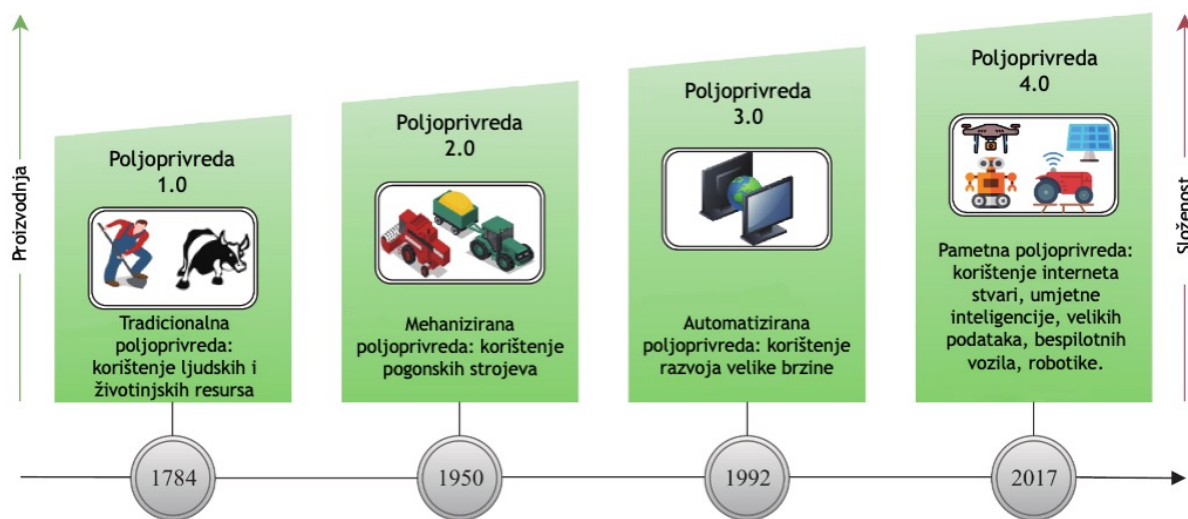 Proizvodnja
Poljoprivreda
1.0
Tradicionalna
poljoprivreda:
korištenje ljudskih i
životinjskih resursa
1784
Poljoprivreda
2.0
Mehanizirana
poljoprivreda: korištenje
pogonskih strojeva
1950
Poljoprivreda
3.0
Automatizirana
poljoprivreda: korištenje
razvoja velike brzine
1992
Poljoprivreda
4.0
Pametna poljoprivreda:
korištenje interneta
stvari, umjetne
inteligencije, velikih
podataka, bespilotnih
vozila, robotike.
2017
Složenost